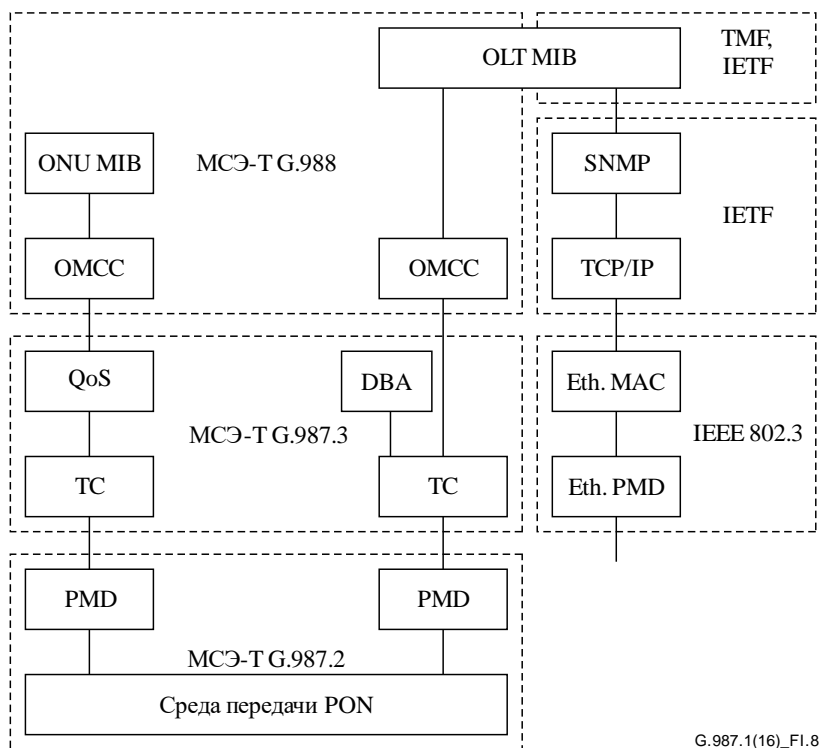 OLT MIB
TMF,
IETF
ONU MIB
МСЭ-Т G.988
SNMP
IETF
OMCC
OMCC
TCP/IP
QoS
DBA
Eth. MAC
МСЭ-Т G.987.3
IEEE 802.3
TC
TC
Eth. PMD
PMD
PMD
МСЭ-Т G.987.2
Среда передачи PON
G.987.1(16)_FI.8